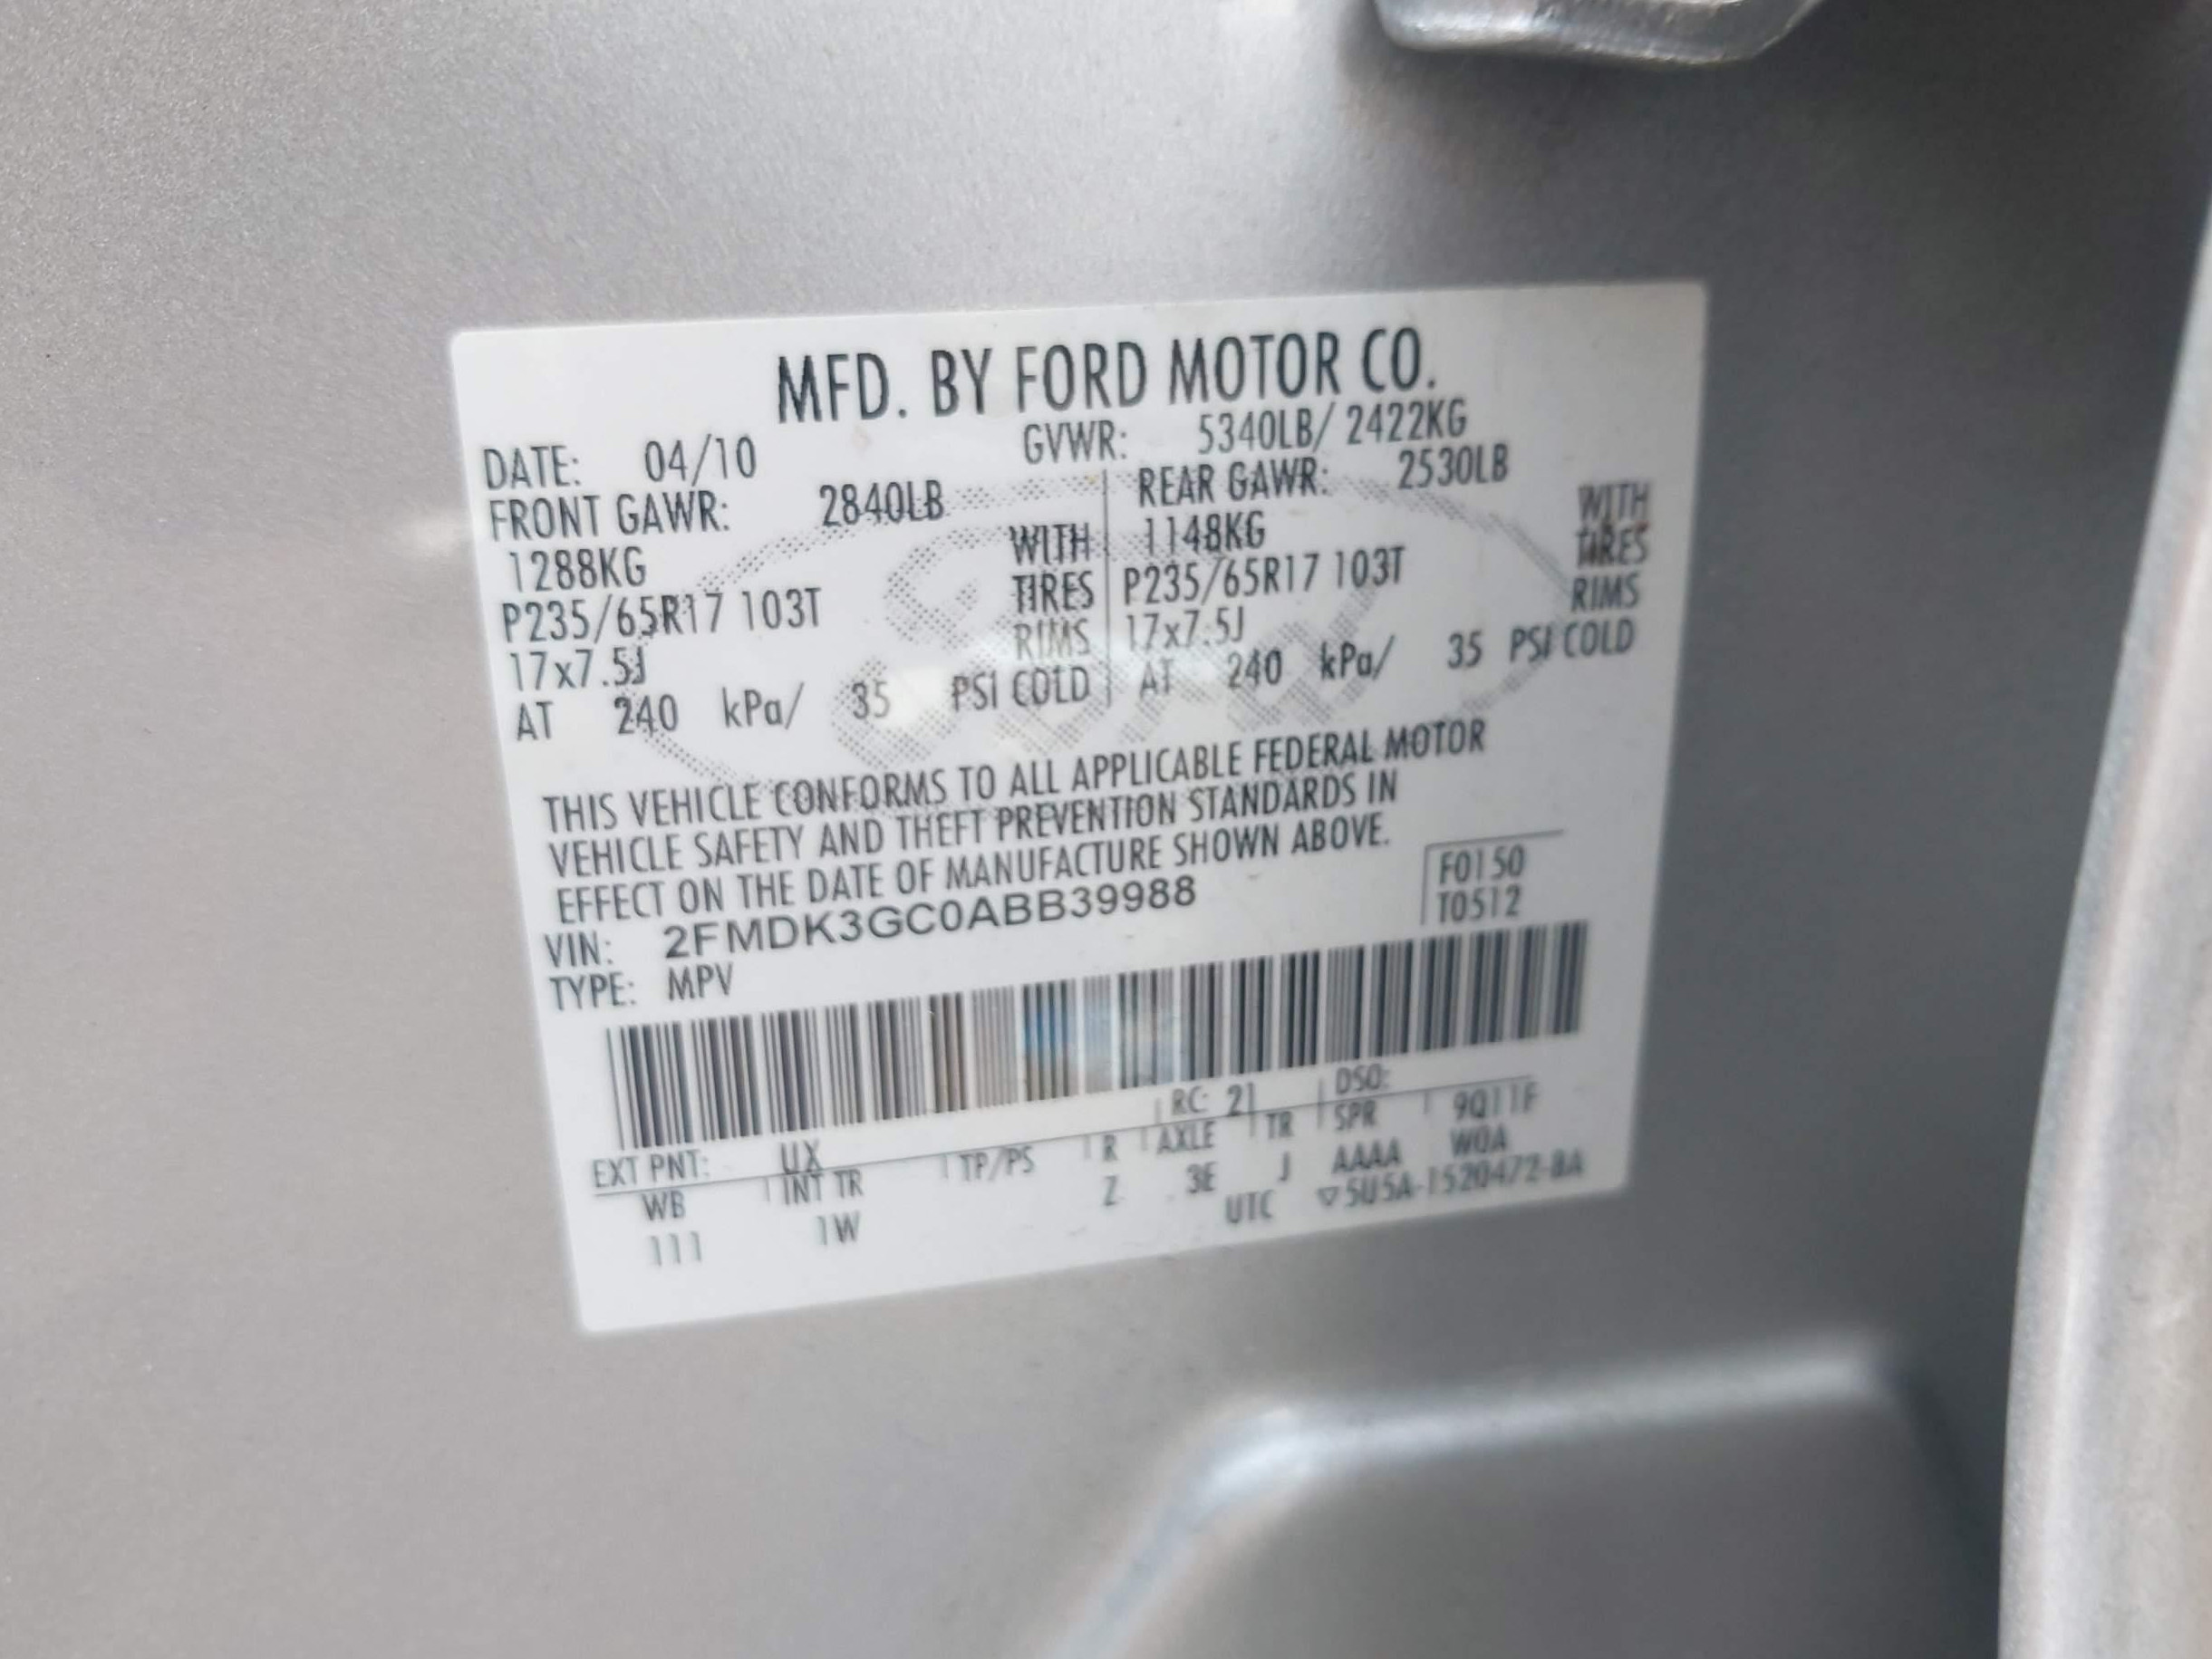 MFD. BY FORD MOTOR CO.
DATE: 04/10 GVWR: 5340LB/ 2422KG
FRONT GAWR: 2840LB REAR GAWR: 2530LB
1288KG WITH 1148KG WITH
P235/65R17 103T TIRES P235/65R17 103T TIRES
17x7.5J RIMS 17x7.5J RIMS
AT 240 kPa/ 35 PSI COLD AT 240 kPa/ 35 PSI COLD
THIS VEHICLE CONFORMS TO ALL APPLICABLE FEDERAL MOTOR
VEHICLE SAFETY AND THEFT PREVENTION STANDARDS IN
EFFECT ON THE DATE OF MANUFACTURE SHOWN ABOVE.
VIN: 2FMDK3GC0ABB39988 F0150
TYPE: MPV T0512
EXT PNT: UX RC: 21 DSO:
WB INT TR TP/PS R AXLE TR SPR 9Q11F
111 1W Z 3E J AAAA WQA
UTC ▽5U5A-1520472-BA